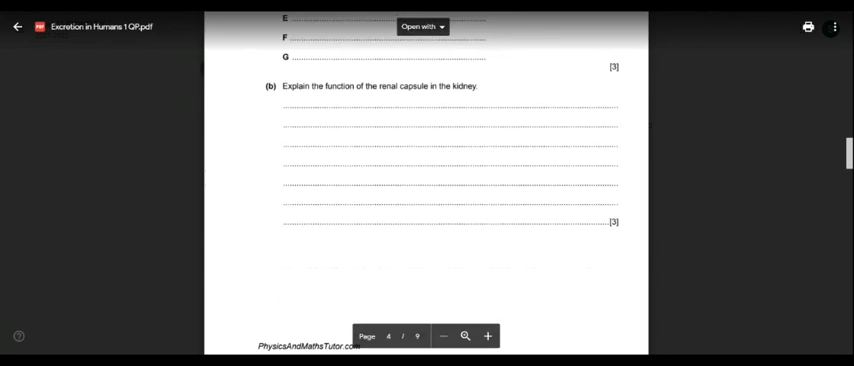 Excretion in Humans 1 QP.pdf
Open with
E ........................................
F ........................................
G ........................................
[3]
(b) Explain the function of the renal capsule in the kidney.
........................................
........................................
........................................
........................................
........................................
........................................
........................................[3]
Page 4 / 9
PhysicsAndMathsTutor.com